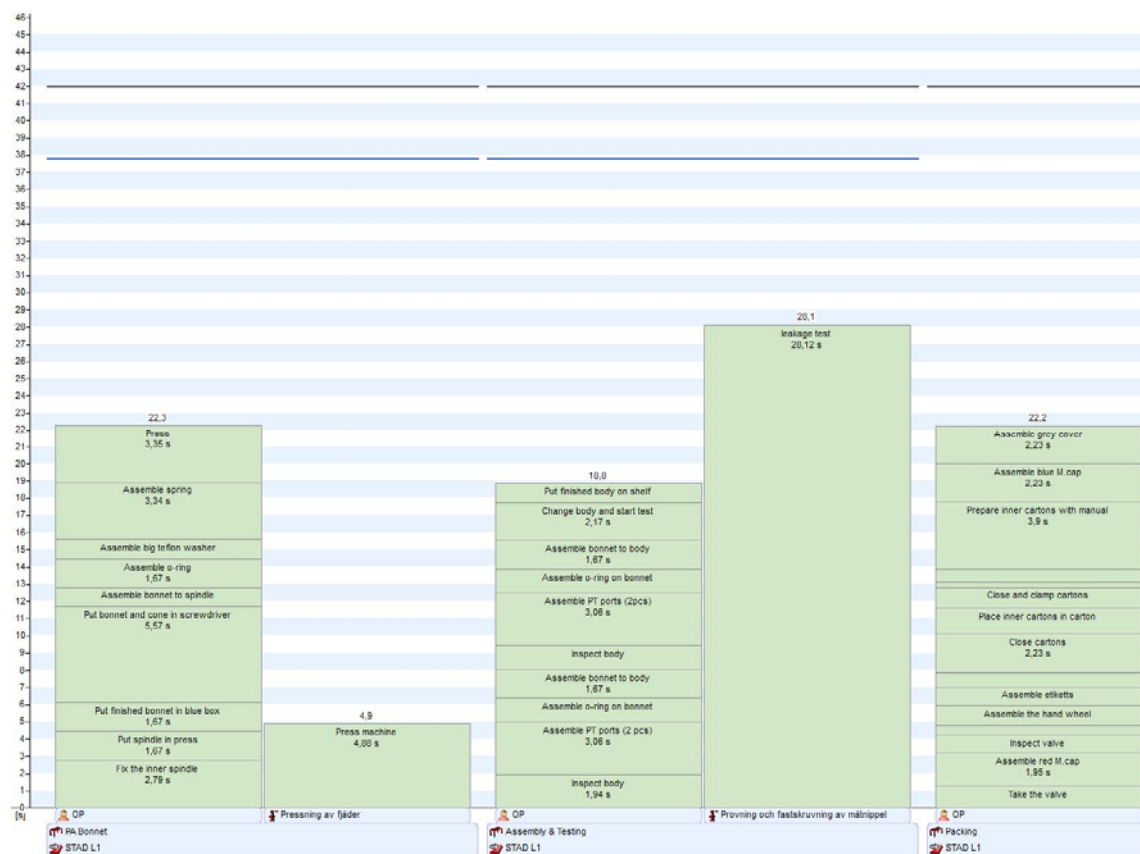 46
45
44
43
42
41
40
39
38
37
36
35
34
33
32
31
30
29
28
27
26
25
24
23
22
21
20
19
18
17
16
15
14
13
12
11
10
9
8
7
6
5
4
3
2
1
0
[s]
22,3
Press
3,35 s
Assemble spring
3,34 s
Assemble big teflon washer
Assemble o-ring
1,67 s
Assemble bonnet to spindle
Put bonnet and cone in screwdriver
5,57 s
Put finished bonnet in blue box
1,67 s
Put spindle in press
1,67 s
Fix the inner spindle
2,79 s
4,9
Press machine
4,88 s
18,8
Put finished body on shelf
Change body and start test
2,17 s
Assemble bonnet to body
1,67 s
Assemble o-ring on bonnet
Assemble PT ports (2pcs)
3,06 s
Inspect body
Assemble bonnet to body
1,67 s
Assemble o-ring on bonnet
Assemble PT ports (2 pcs)
3,06 s
Inspect body
1,94 s
28,1
leakage test
28,12 s
22,2
Assemble grey cover
2,23 s
Assemble blue M.cap
2,23 s
Prepare inner cartons with manual
3,9 s
Close and clamp cartons
Place inner cartons in carton
Close cartons
2,23 s
Assemble etiketts
Assemble the hand wheel
Inspect valve
Assemble red M.cap
1,95 s
Take the valve
OP
Pressning av fjäder
OP
Provning och fastskruvning av mätnippel
OP
PA Bonnet
Assembly & Testing
Packing
STAD L1
STAD L1
STAD L1